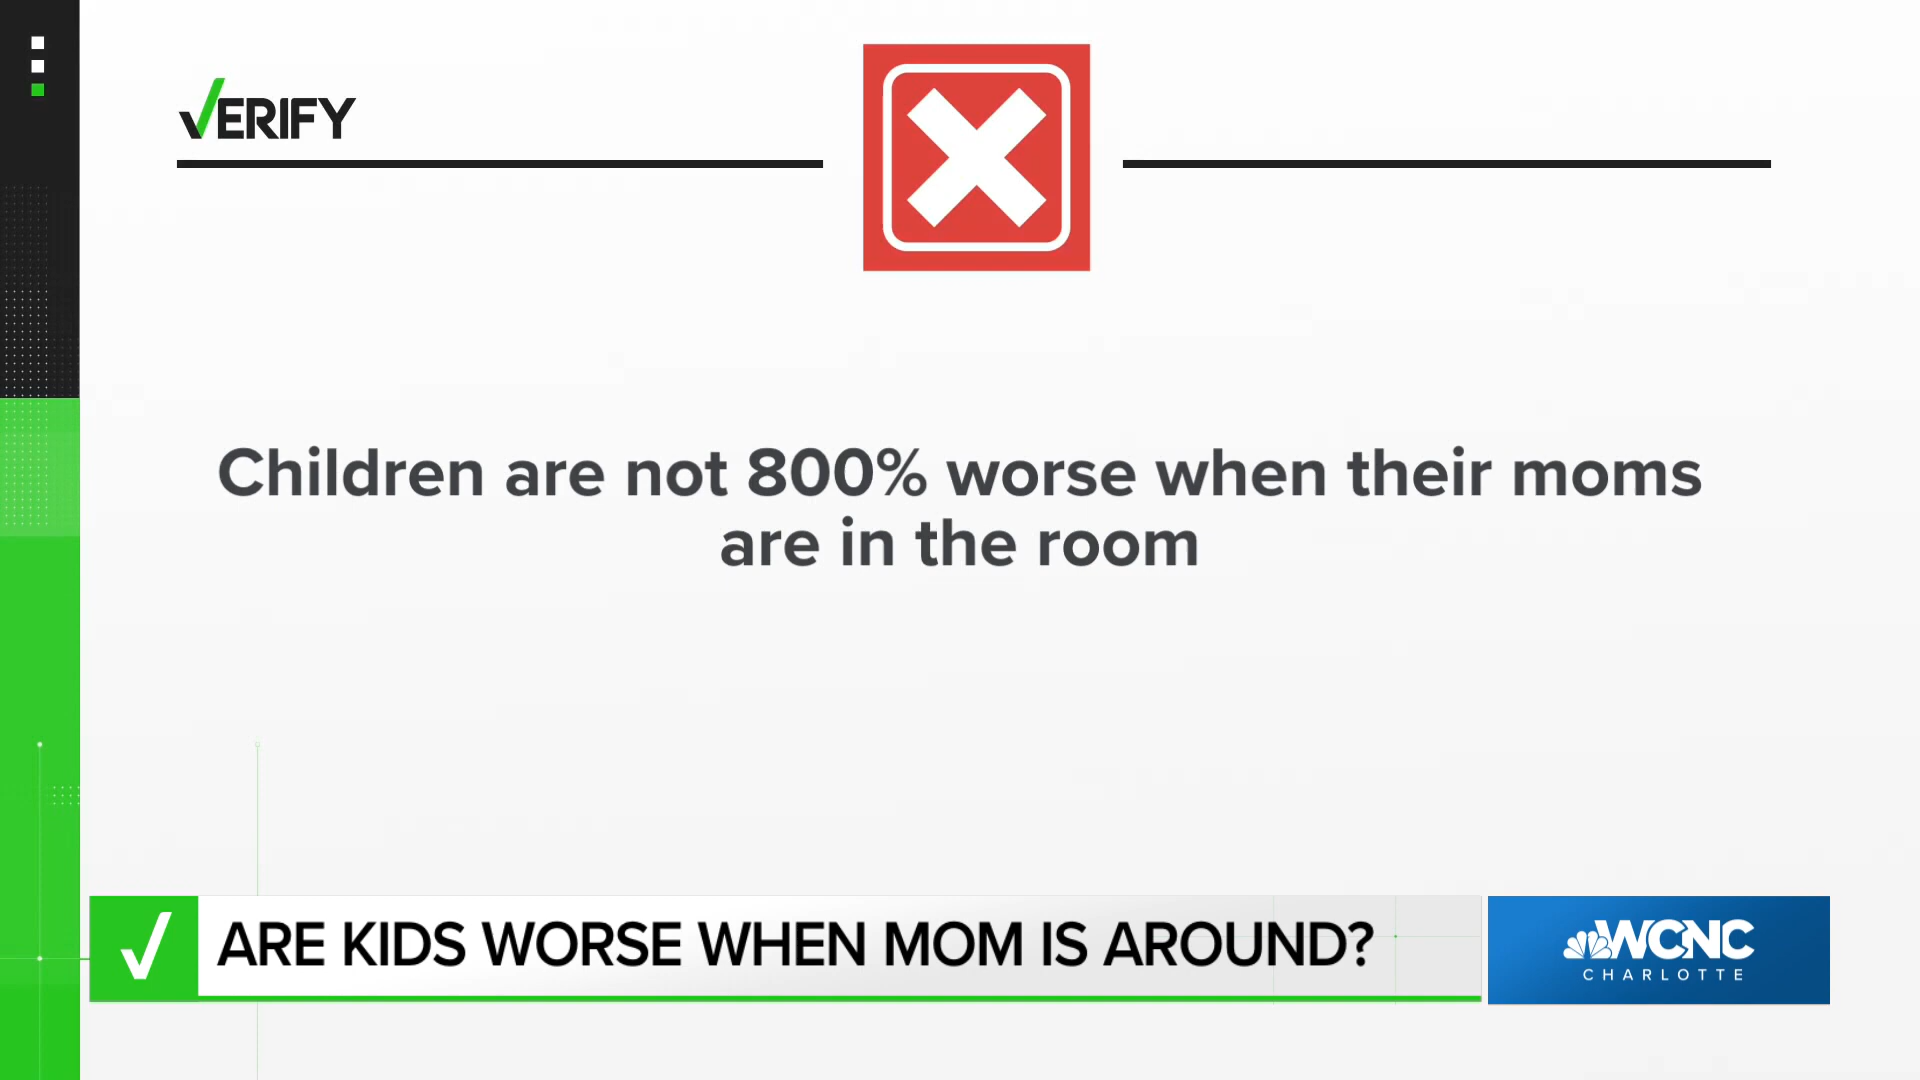 VERIFY
Children are not 800% worse when their moms
are in the room
ARE KIDS WORSE WHEN MOM IS AROUND?
WCNC
CHARLOTTE